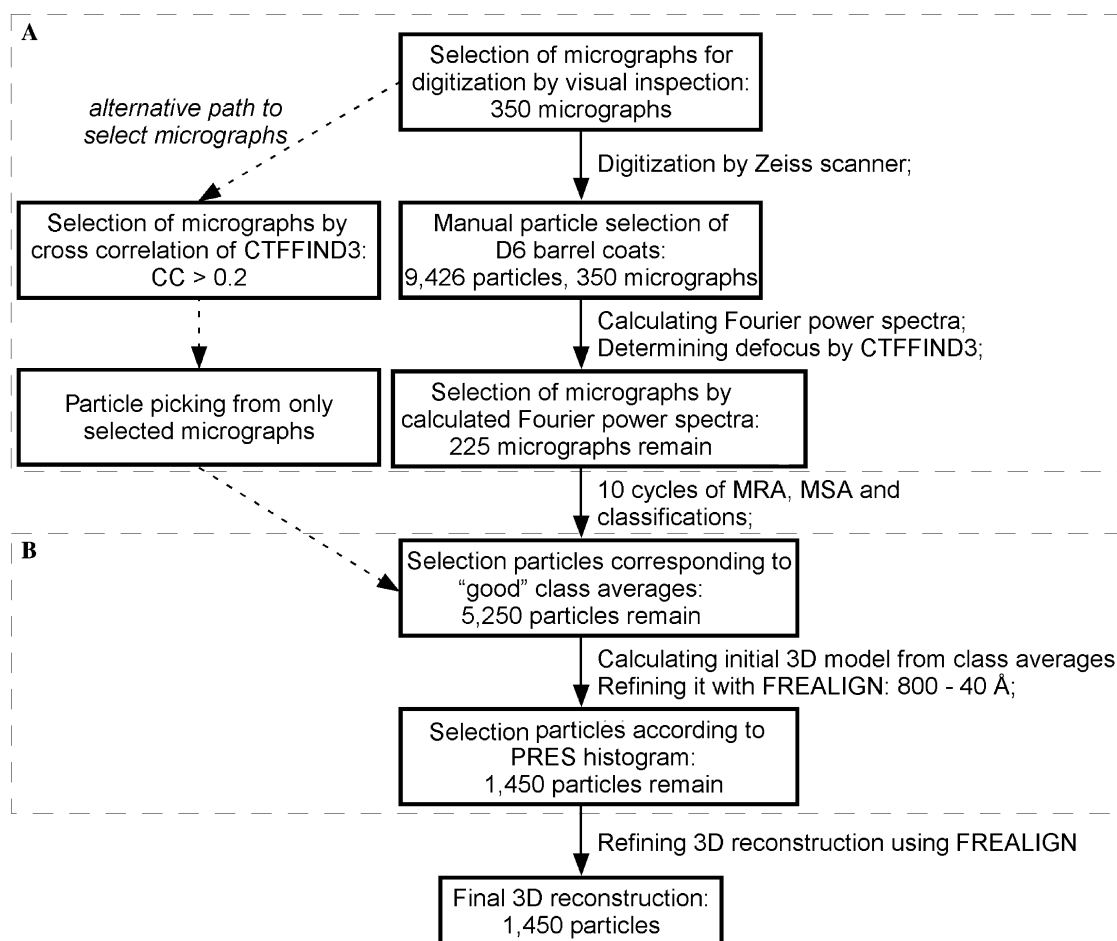 A
Selection of micrographs for
digitization by visual inspection:
350 micrographs
alternative path to
select micrographs
Digitization by Zeiss scanner;
Selection of micrographs by
cross correlation of CTFFIND3:
CC > 0.2
Manual particle selection of
D6 barrel coats:
9,426 particles, 350 micrographs
Calculating Fourier power spectra;
Determining defocus by CTFFIND3;
Particle picking from only
selected micrographs
Selection of micrographs by
calculated Fourier power spectra:
225 micrographs remain
10 cycles of MRA, MSA and
classifications;
B
Selection particles corresponding to
“good” class averages:
5,250 particles remain
Calculating initial 3D model from class averages
Refining it with FREALIGN: 800 - 40 Å;
Selection particles according to
PRES histogram:
1,450 particles remain
Refining 3D reconstruction using FREALIGN
Final 3D reconstruction:
1,450 particles